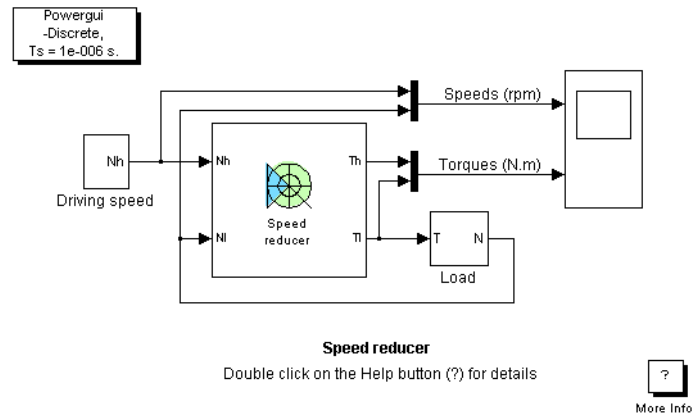 Powergui
-Discrete,
Ts = 1e-006 s.
Speeds (rpm)
Nh
Nh
Th
Torques (N.m)
Driving speed
Speed
reducer
Nl
Tl
T
N
Load
Speed reducer
Double click on the Help button (?) for details
?
More Info